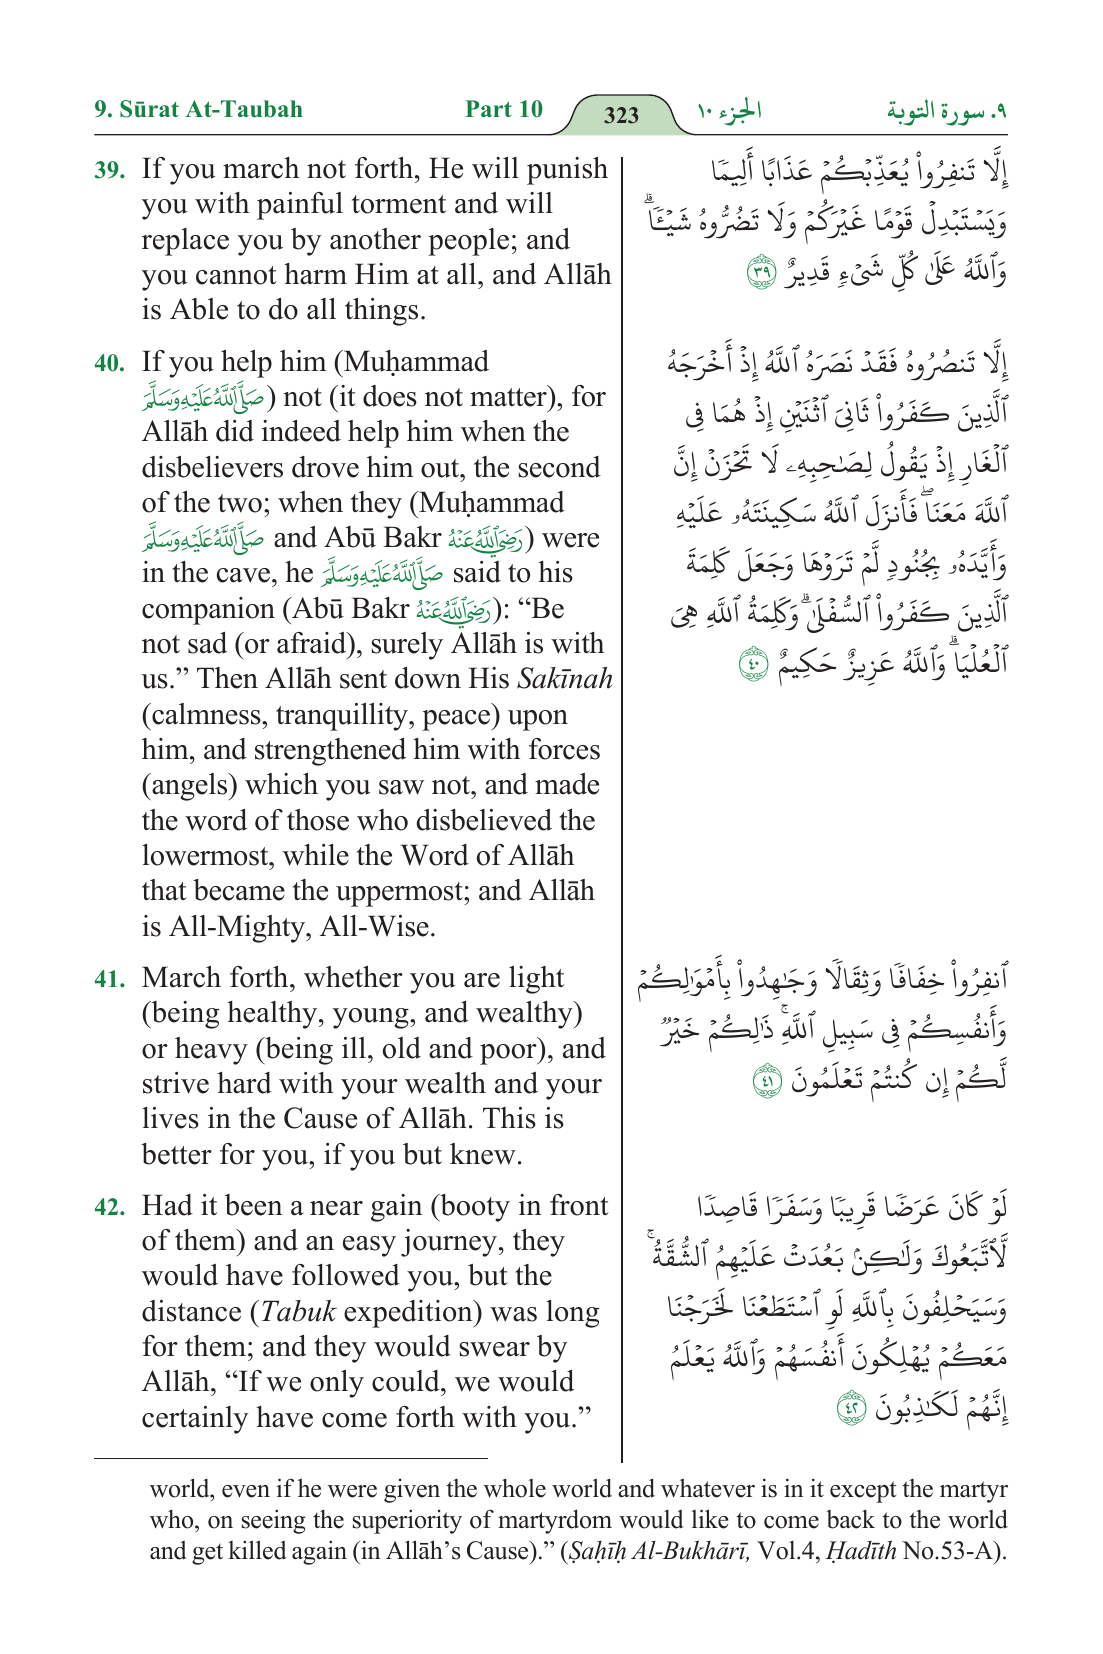 9. Sūrat At-Taubah Part 10 323 الجزء ١٠ ٩. سورة التوبة
39. If you march not forth, He will punish
you with painful torment and will
replace you by another people; and
you cannot harm Him at all, and Allāh
is Able to do all things.
إِلَّا تَنفِرُوا۟ يُعَذِّبْكُمْ عَذَابًا أَلِيمًا
وَيَسْتَبْدِلْ قَوْمًا غَيْرَكُمْ وَلَا تَضُرُّوهُ شَيْـًٔا ۗ
وَٱللَّهُ عَلَىٰ كُلِّ شَىْءٍ قَدِيرٌ ٣٩
40. If you help him (Muḥammad
ﷺ) not (it does not matter), for
Allāh did indeed help him when the
disbelievers drove him out, the second
of the two; when they (Muḥammad
ﷺ and Abū Bakr رَضِيَ ٱللَّهُ عَنْهُ) were
in the cave, he ﷺ said to his
companion (Abū Bakr رَضِيَ ٱللَّهُ عَنْهُ): “Be
not sad (or afraid), surely Allāh is with
us.” Then Allāh sent down His Sakīnah
(calmness, tranquillity, peace) upon
him, and strengthened him with forces
(angels) which you saw not, and made
the word of those who disbelieved the
lowermost, while the Word of Allāh
that became the uppermost; and Allāh
is All-Mighty, All-Wise.
إِلَّا تَنصُرُوهُ فَقَدْ نَصَرَهُ ٱللَّهُ إِذْ أَخْرَجَهُ
ٱلَّذِينَ كَفَرُوا۟ ثَانِىَ ٱثْنَيْنِ إِذْ هُمَا فِى
ٱلْغَارِ إِذْ يَقُولُ لِصَـٰحِبِهِۦ لَا تَحْزَنْ إِنَّ
ٱللَّهَ مَعَنَا ۖ فَأَنزَلَ ٱللَّهُ سَكِينَتَهُۥ عَلَيْهِ
وَأَيَّدَهُۥ بِجُنُودٍ لَّمْ تَرَوْهَا وَجَعَلَ كَلِمَةَ
ٱلَّذِينَ كَفَرُوا۟ ٱلسُّفْلَىٰ ۗ وَكَلِمَةُ ٱللَّهِ هِىَ
ٱلْعُلْيَا ۗ وَٱللَّهُ عَزِيزٌ حَكِيمٌ ٤٠
41. March forth, whether you are light
(being healthy, young, and wealthy)
or heavy (being ill, old and poor), and
strive hard with your wealth and your
lives in the Cause of Allāh. This is
better for you, if you but knew.
ٱنفِرُوا۟ خِفَافًا وَثِقَالًا وَجَـٰهِدُوا۟ بِأَمْوَٰلِكُمْ
وَأَنفُسِكُمْ فِى سَبِيلِ ٱللَّهِ ۚ ذَٰلِكُمْ خَيْرٌ
لَّكُمْ إِن كُنتُمْ تَعْلَمُونَ ٤١
42. Had it been a near gain (booty in front
of them) and an easy journey, they
would have followed you, but the
distance (Tabuk expedition) was long
for them; and they would swear by
Allāh, “If we only could, we would
certainly have come forth with you.”
لَوْ كَانَ عَرَضًا قَرِيبًا وَسَفَرًا قَاصِدًا
لَّٱتَّبَعُوكَ وَلَـٰكِنۢ بَعُدَتْ عَلَيْهِمُ ٱلشُّقَّةُ ۚ
وَسَيَحْلِفُونَ بِٱللَّهِ لَوِ ٱسْتَطَعْنَا لَخَرَجْنَا
مَعَكُمْ يُهْلِكُونَ أَنفُسَهُمْ وَٱللَّهُ يَعْلَمُ
إِنَّهُمْ لَكَـٰذِبُونَ ٤٢
world, even if he were given the whole world and whatever is in it except the martyr
who, on seeing the superiority of martyrdom would like to come back to the world
and get killed again (in Allāh’s Cause).” (Ṣaḥīḥ Al-Bukhārī, Vol.4, Ḥadīth No.53-A).